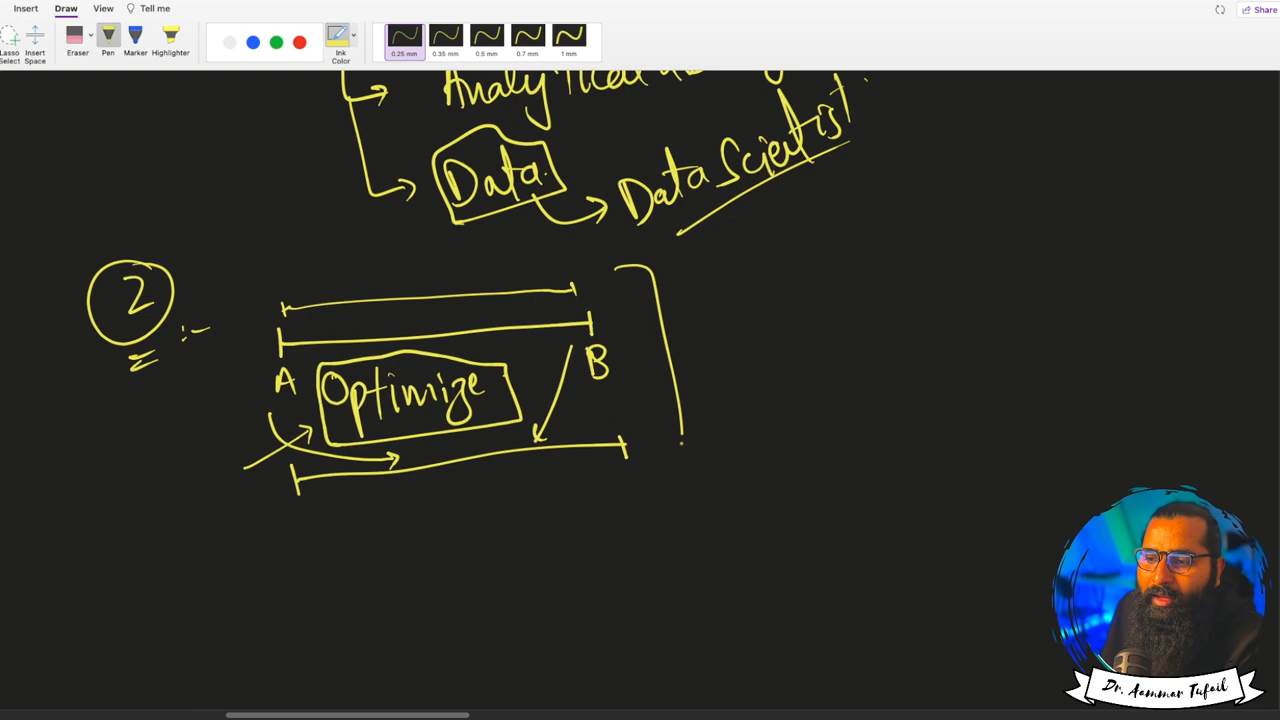 Insert Draw View Tell me
Share
Lasso Select
Insert Space
Eraser
Pen
Marker
Highlighter
Ink Color
0.25 mm 0.35 mm 0.5 mm 0.7 mm 1 mm
Analytical
Data Data Scientist
2 :-
A Optimize B
Dr. Aammar Tufail